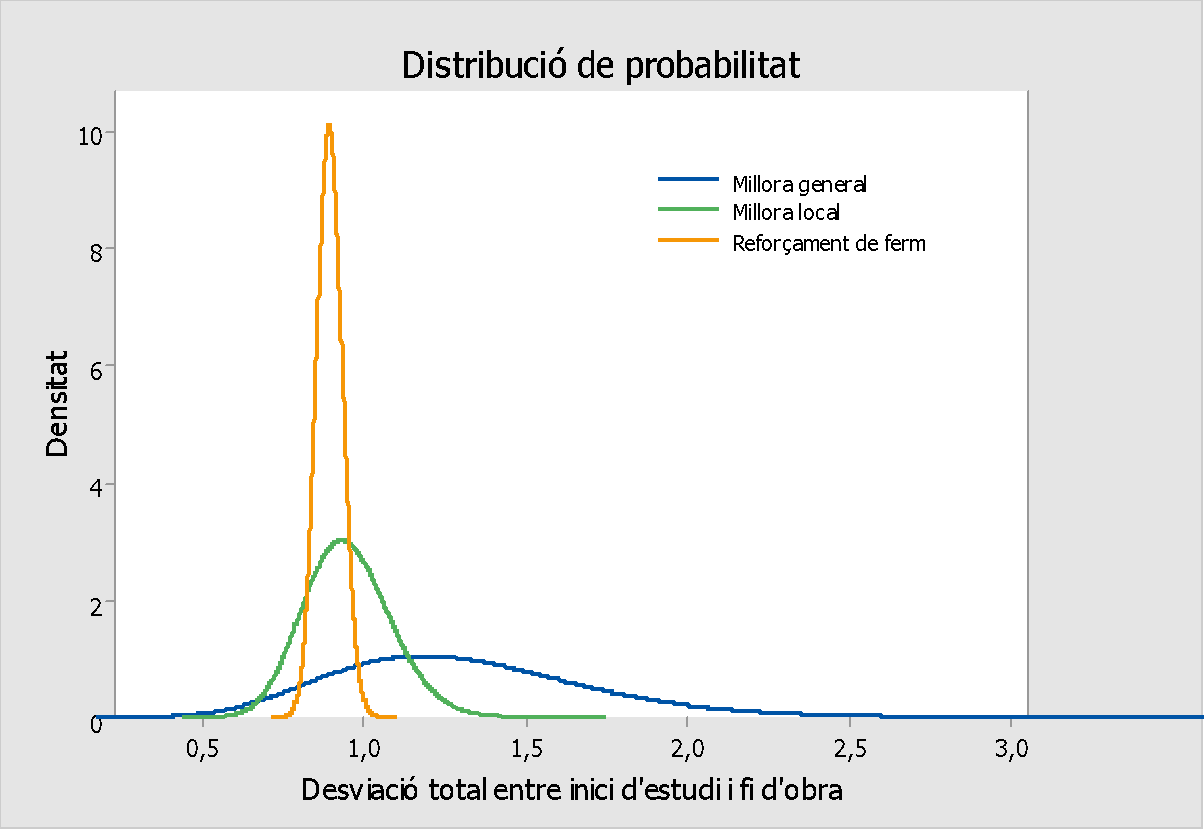 Distribució de probabilitat
10
8
6
4
2
0
Densitat
Millora general
Millora local
Reforçament de ferm
0,5
1,0
1,5
2,0
2,5
3,0
Desviació total entre inici d'estudi i fi d'obra